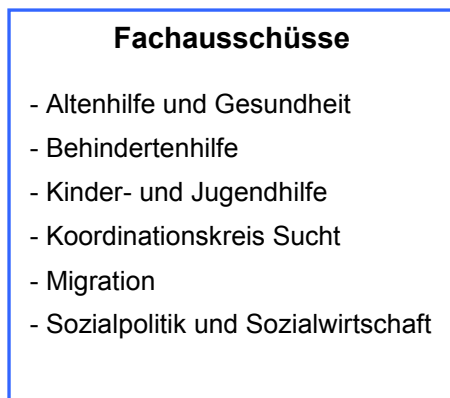 Fachausschüsse
- Altenhilfe und Gesundheit
- Behindertenhilfe
- Kinder- und Jugendhilfe
- Koordinationskreis Sucht
- Migration
- Sozialpolitik und Sozialwirtschaft